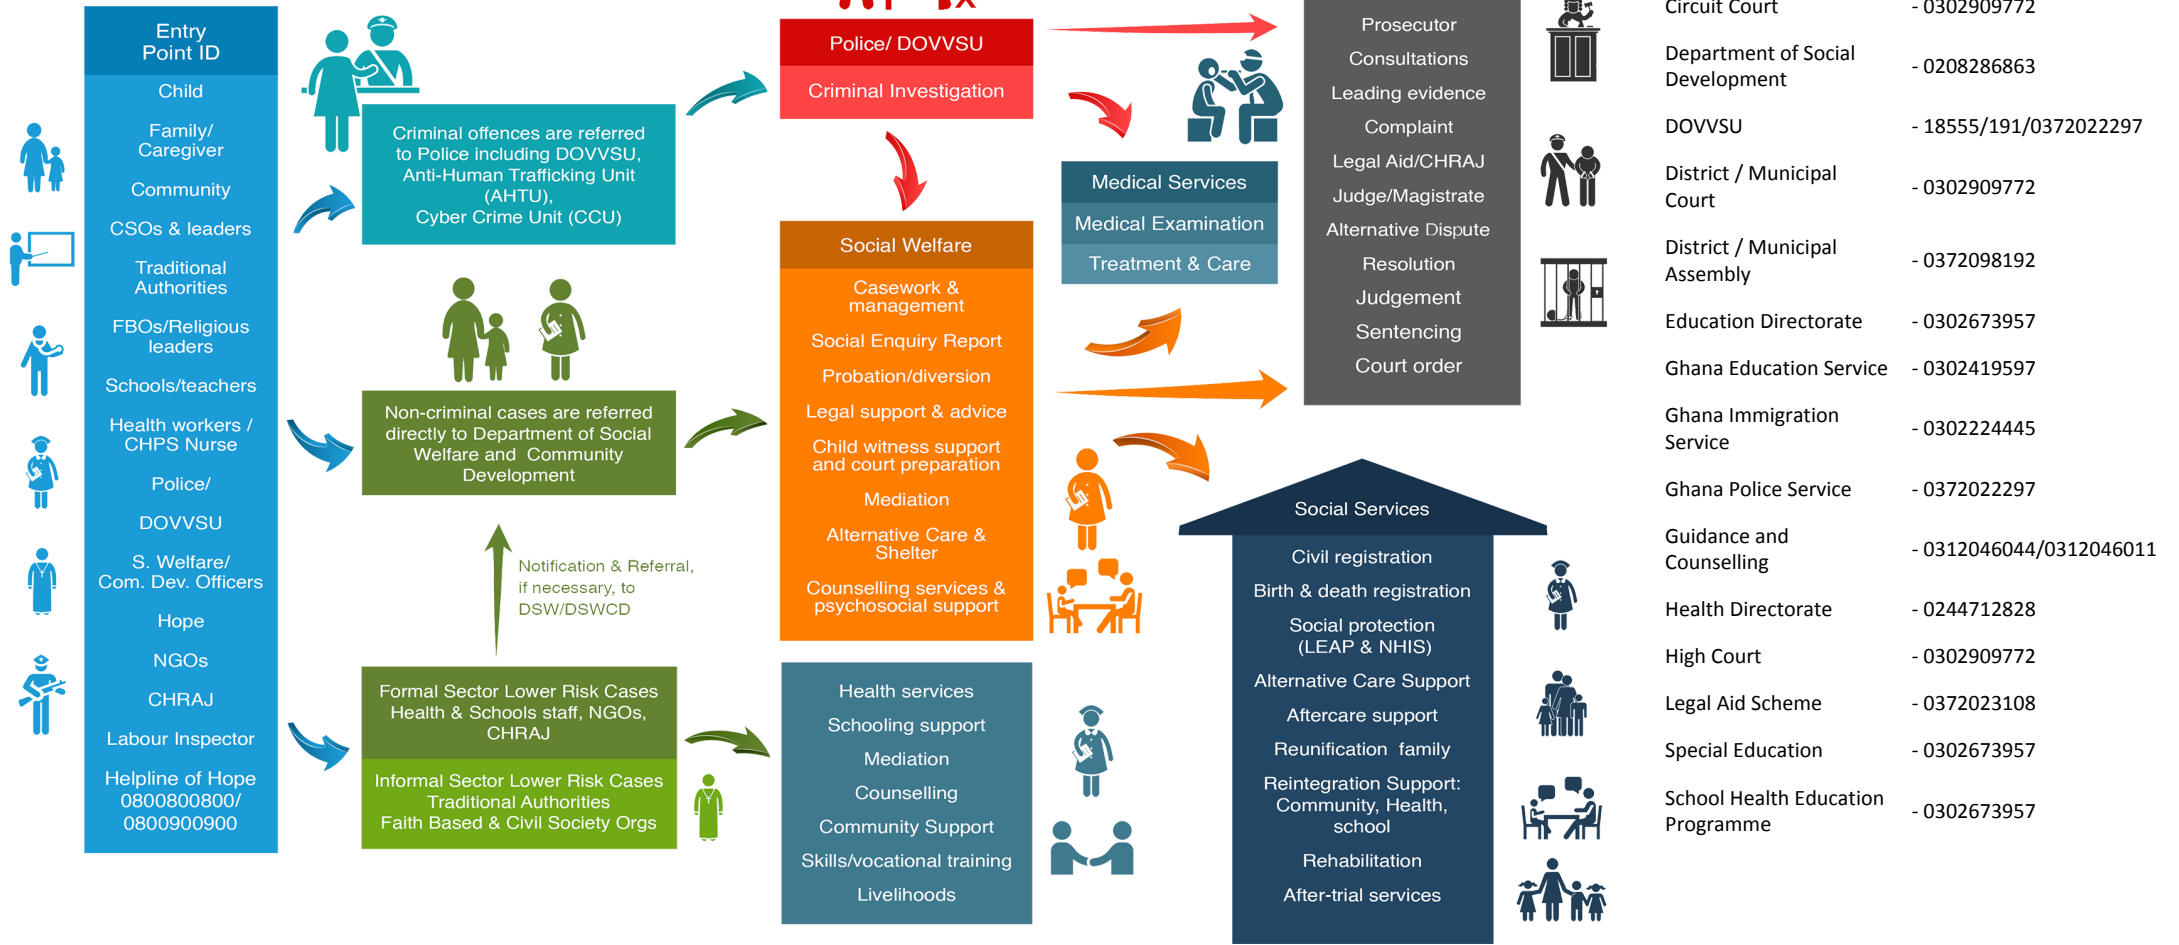 Entry
Point ID
Child
Family/
Caregiver
Community
CSOs & leaders
Traditional
Authorities
FBOs/Religious
leaders
Schools/teachers
Health workers /
CHPS Nurse
Police/
DOVVSU
S. Welfare/
Com. Dev. Officers
Hope
NGOs
CHRAJ
Labour Inspector
Helpline of Hope
0800800800/
0800900900
Criminal offences are referred
to Police including DOVVSU,
Anti-Human Trafficking Unit
(AHTU),
Cyber Crime Unit (CCU)
Non-criminal cases are referred
directly to Department of Social
Welfare and Community
Development
Notification & Referral,
if necessary, to
DSW/DSWCD
Formal Sector Lower Risk Cases
Health & Schools staff, NGOs,
CHRAJ
Informal Sector Lower Risk Cases
Traditional Authorities
Faith Based & Civil Society Orgs
Police/ DOVVSU
Criminal Investigation
Social Welfare
Casework &
management
Social Enquiry Report
Probation/diversion
Legal support & advice
Child witness support
and court preparation
Mediation
Alternative Care &
Shelter
Counselling services &
psychosocial support
Health services
Schooling support
Mediation
Counselling
Community Support
Skills/vocational training
Livelihoods
Medical Services
Medical Examination
Treatment & Care
Prosecutor
Consultations
Leading evidence
Complaint
Legal Aid/CHRAJ
Judge/Magistrate
Alternative Dispute
Resolution
Judgement
Sentencing
Court order
Social Services
Civil registration
Birth & death registration
Social protection
(LEAP & NHIS)
Alternative Care Support
Aftercare support
Reunification family
Reintegration Support:
Community, Health,
school
Rehabilitation
After-trial services
Circuit Court - 0302909772
Department of Social
Development - 0208286863
DOVVSU - 18555/191/0372022297
District / Municipal
Court - 0302909772
District / Municipal
Assembly - 0372098192
Education Directorate - 0302673957
Ghana Education Service - 0302419597
Ghana Immigration
Service - 0302224445
Ghana Police Service - 0372022297
Guidance and
Counselling - 0312046044/0312046011
Health Directorate - 0244712828
High Court - 0302909772
Legal Aid Scheme - 0372023108
Special Education - 0302673957
School Health Education
Programme - 0302673957